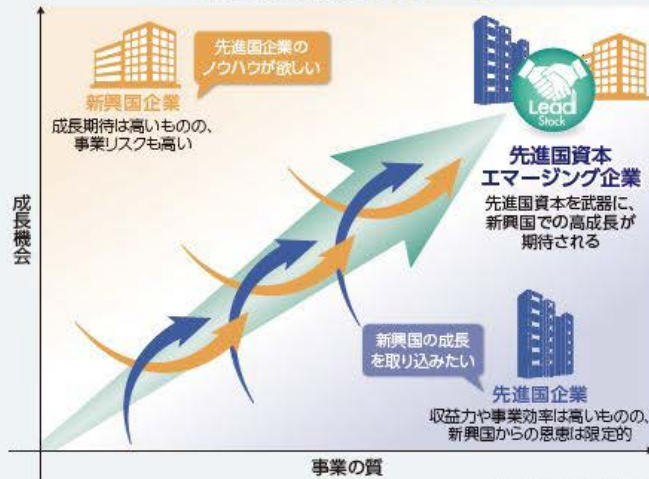 先進国企業の
ノウハウが欲しい
新興国企業
成長期待は高いものの、
事業リスクも高い
Lead
Stock
先進国資本
エマージング企業
先進国資本を武器に、
新興国での高成長が
期待される
成長機会
新興国の成長
を取り込みたい
先進国企業
収益力や事業効率は高いものの、
新興国からの恩恵は限定的
事業の質